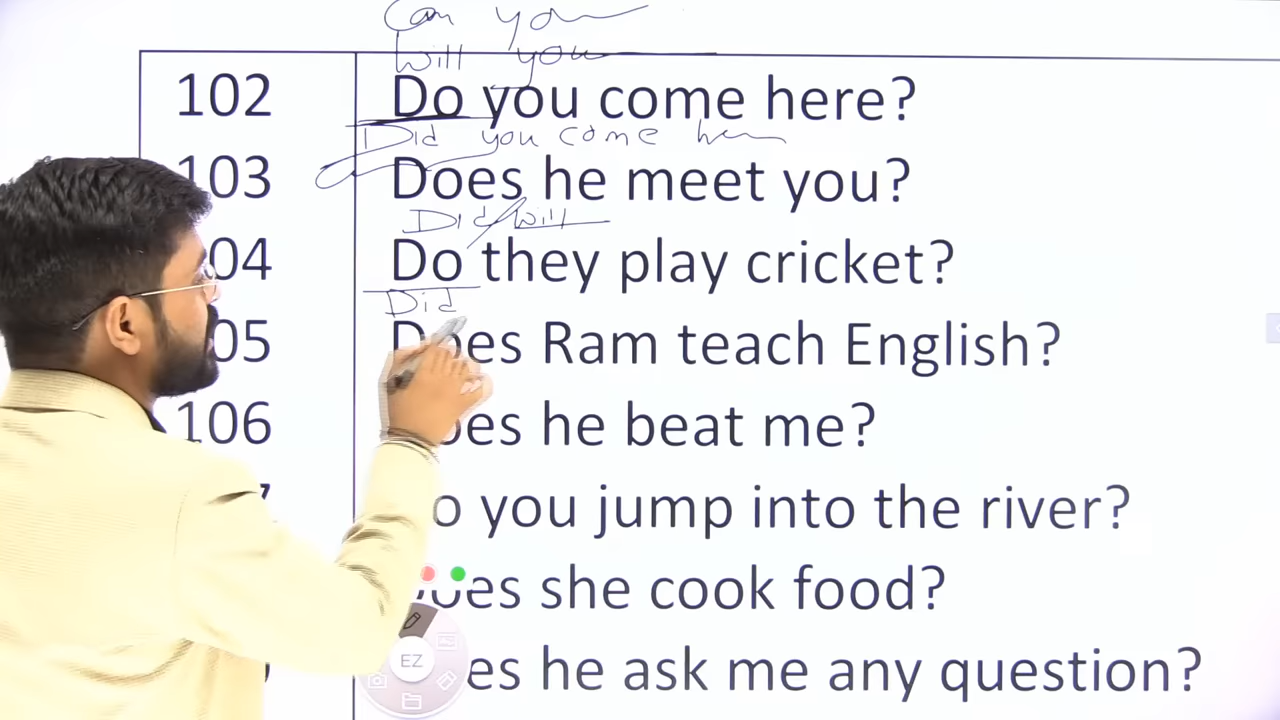 Can you
Will you
102 Do you come here?
Did you come here
103 Does he meet you?
Did/will
04 Do they play cricket?
Did
05 Does Ram teach English?
106 oes he beat me?
o you jump into the river?
Does she cook food?
EZ
es he ask me any question?